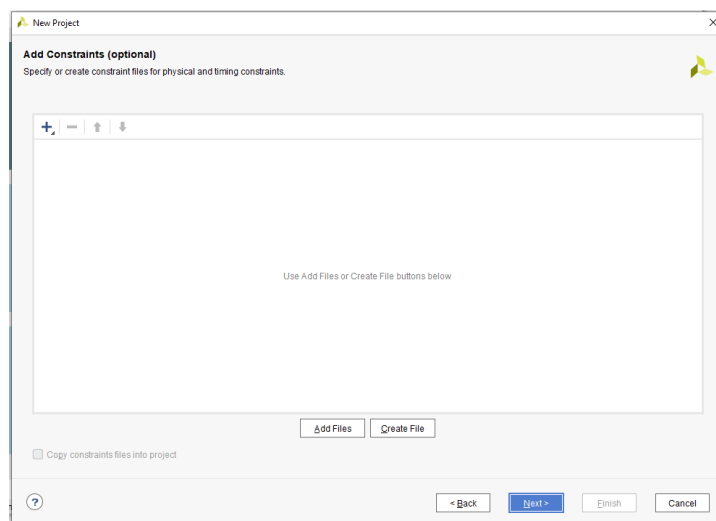 New Project
Add Constraints (optional)
Specify or create constraint files for physical and timing constraints.
Use Add Files or Create File buttons below
Add Files
Create File
Copy constraints files into project
?
< Back
Next >
Finish
Cancel